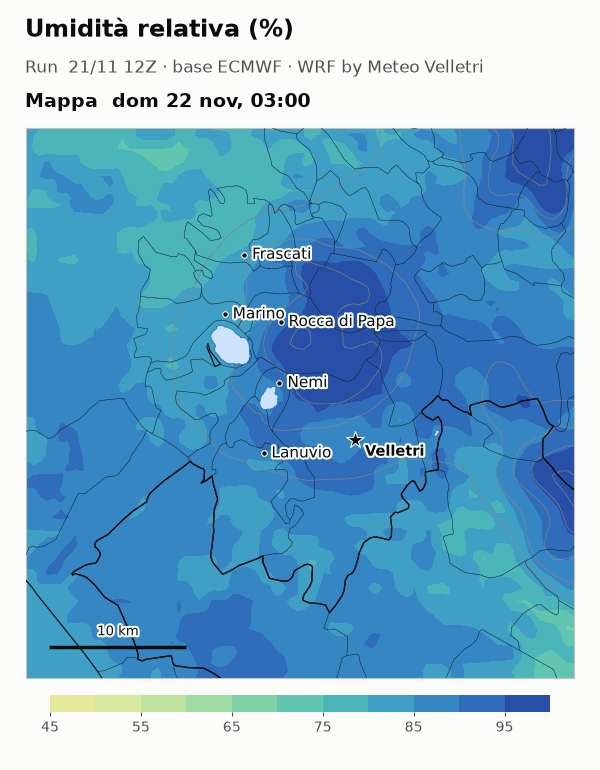 Umidità relativa (%)
Run  21/11 12Z · base ECMWF · WRF by Meteo Velletri
Mappa  dom 22 nov, 03:00
Frascati
Marino
Rocca di Papa
Nemi
Velletri
Lanuvio
10 km
45 55 65 75 85 95